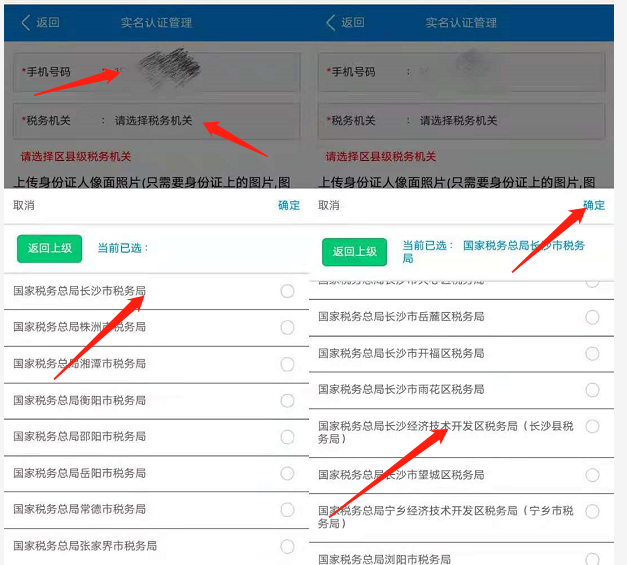 返回
实名认证管理
*手机号码 :
*税务机关 : 请选择税务机关
请选择区县级税务机关
上传身份证人像面照片(只需要身份证上的图片,图
取消
确定
返回上级
当前已选：
国家税务总局长沙市税务局
国家税务总局株洲市税务局
国家税务总局湘潭市税务局
国家税务总局衡阳市税务局
国家税务总局邵阳市税务局
国家税务总局岳阳市税务局
国家税务总局常德市税务局
国家税务总局张家界市税务局
返回
实名认证管理
*手机号码 :
*税务机关 : 请选择税务机关
请选择区县级税务机关
上传身份证人像面照片(只需要身份证上的图片,图
取消
确定
返回上级
当前已选： 国家税务总局长沙市税务
局
国家税务总局长沙市天心区税务局
国家税务总局长沙市岳麓区税务局
国家税务总局长沙市开福区税务局
国家税务总局长沙市雨花区税务局
国家税务总局长沙经济技术开发区税务局（长沙县税
务局）
国家税务总局长沙市望城区税务局
国家税务总局宁乡经济技术开发区税务局（宁乡市税
务局）
国家税务总局浏阳市税务局